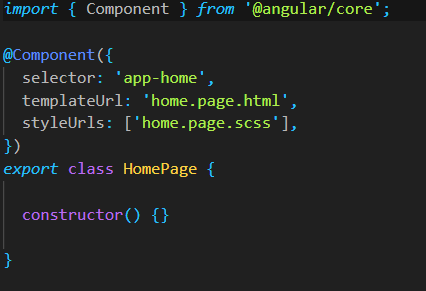 import { Component } from '@angular/core';
@Component({
selector: 'app-home',
templateUrl: 'home.page.html',
styleUrls: ['home.page.scss'],
})
export class HomePage {
constructor() {}
}